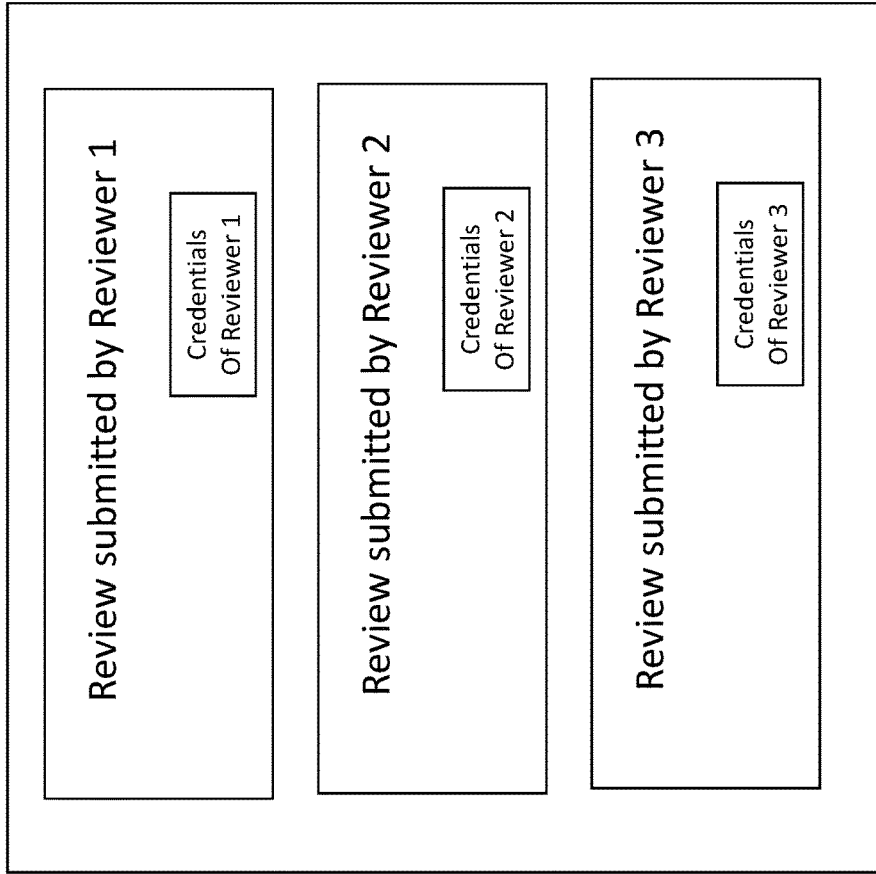 Review submitted by Reviewer 1
Credentials
Of Reviewer 1
Review submitted by Reviewer 2
Credentials
Of Reviewer 2
Review submitted by Reviewer 3
Credentials
Of Reviewer 3